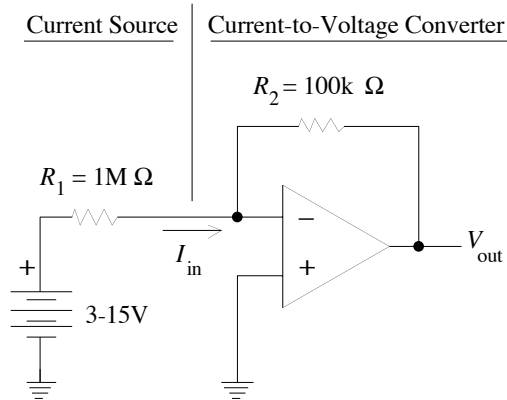 Current Source
Current-to-Voltage Converter
R2 = 100k Ω
R1 = 1M Ω
Iin
−
+
Vout
+
3-15V